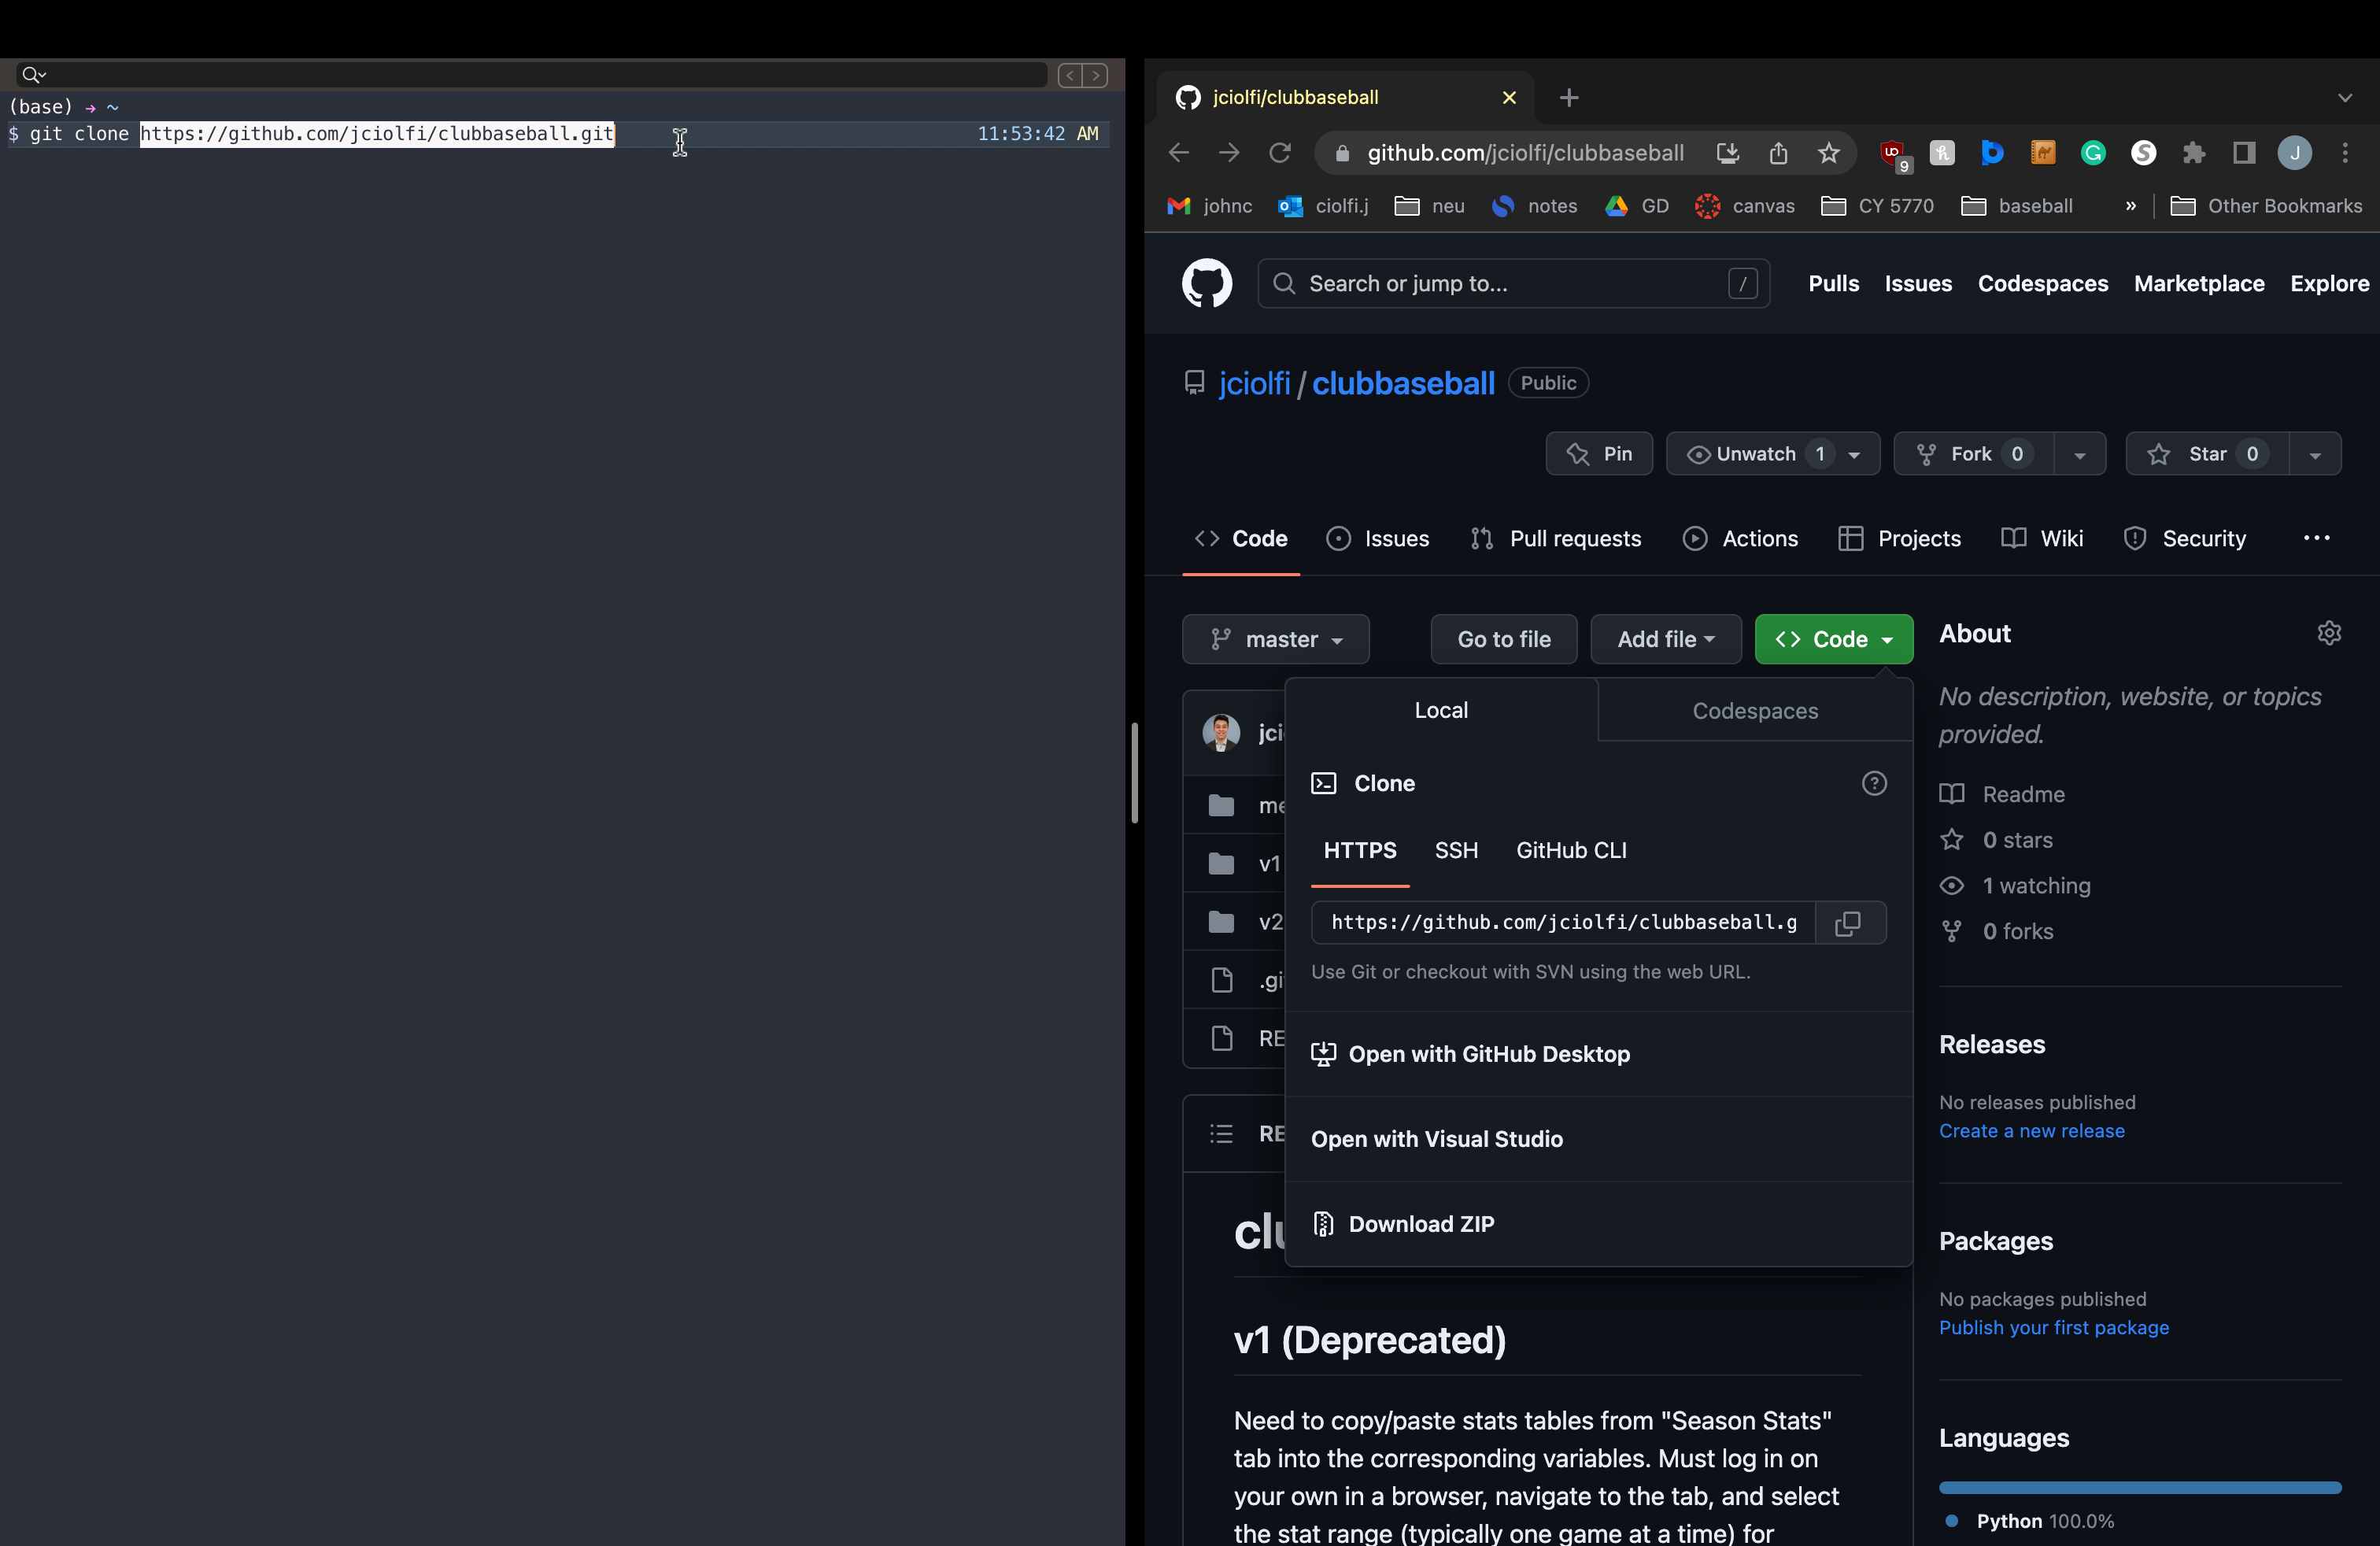 (base) → ~
$ git clone https://github.com/jciolfi/clubbaseball.git 11:53:42 AM
jciolfi/clubbaseball
github.com/jciolfi/clubbaseball
9
J
johnc ciolfi.j neu notes GD canvas CY 5770 baseball » Other Bookmarks
Search or jump to... /
Pulls Issues Codespaces Marketplace Explore
jciolfi / clubbaseball Public
Pin Unwatch 1 Fork 0 Star 0
Code Issues Pull requests Actions Projects Wiki Security ...
master Go to file Add file Code
Local Codespaces
jci
Clone
me
HTTPS SSH GitHub CLI
v1
https://github.com/jciolfi/clubbaseball.g
v2
Use Git or checkout with SVN using the web URL.
.gi
RE
Open with GitHub Desktop
RE
Open with Visual Studio
Download ZIP
clu
v1 (Deprecated)
Need to copy/paste stats tables from "Season Stats"
tab into the corresponding variables. Must log in on
your own in a browser, navigate to the tab, and select
the stat range (typically one game at a time) for
About
No description, website, or topics
provided.
Readme
0 stars
1 watching
0 forks
Releases
No releases published
Create a new release
Packages
No packages published
Publish your first package
Languages
Python 100.0%